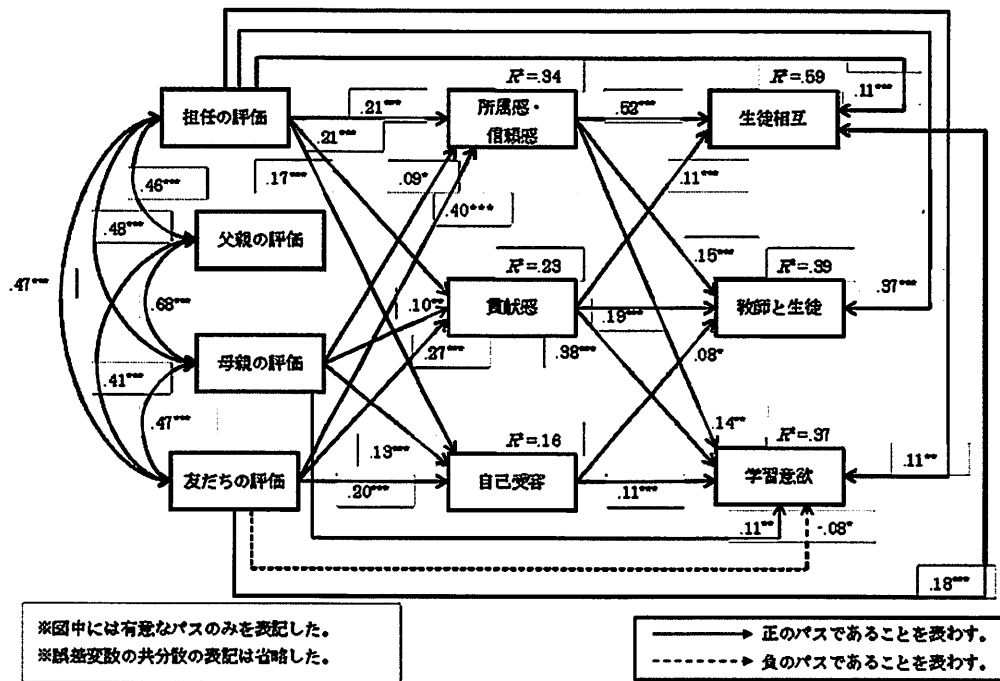 R²=.34
R²=.59
担任の評価
.21***
所属感・
信頼感
.52***
生徒相互
.11***
.21***
.17***
.09*
.11***
.46***
.40***
.48***
父親の評価
.15***
R²=.23
R²=.39
.47***
.68***
.10**
貢献感
.19***
教師と生徒
.37***
.27***
.38***
.08*
母親の評価
.41***
.47***
.14**
.13***
R²=.16
R²=.37
.11**
友だちの評価
.20***
自己受容
.11***
学習意欲
.11**
-.08*
.18***
※図中には有意なパスのみを表記した。
※誤差変数の共分散の表記は省略した。
正のパスであることを表わす。
負のパスであることを表わす。